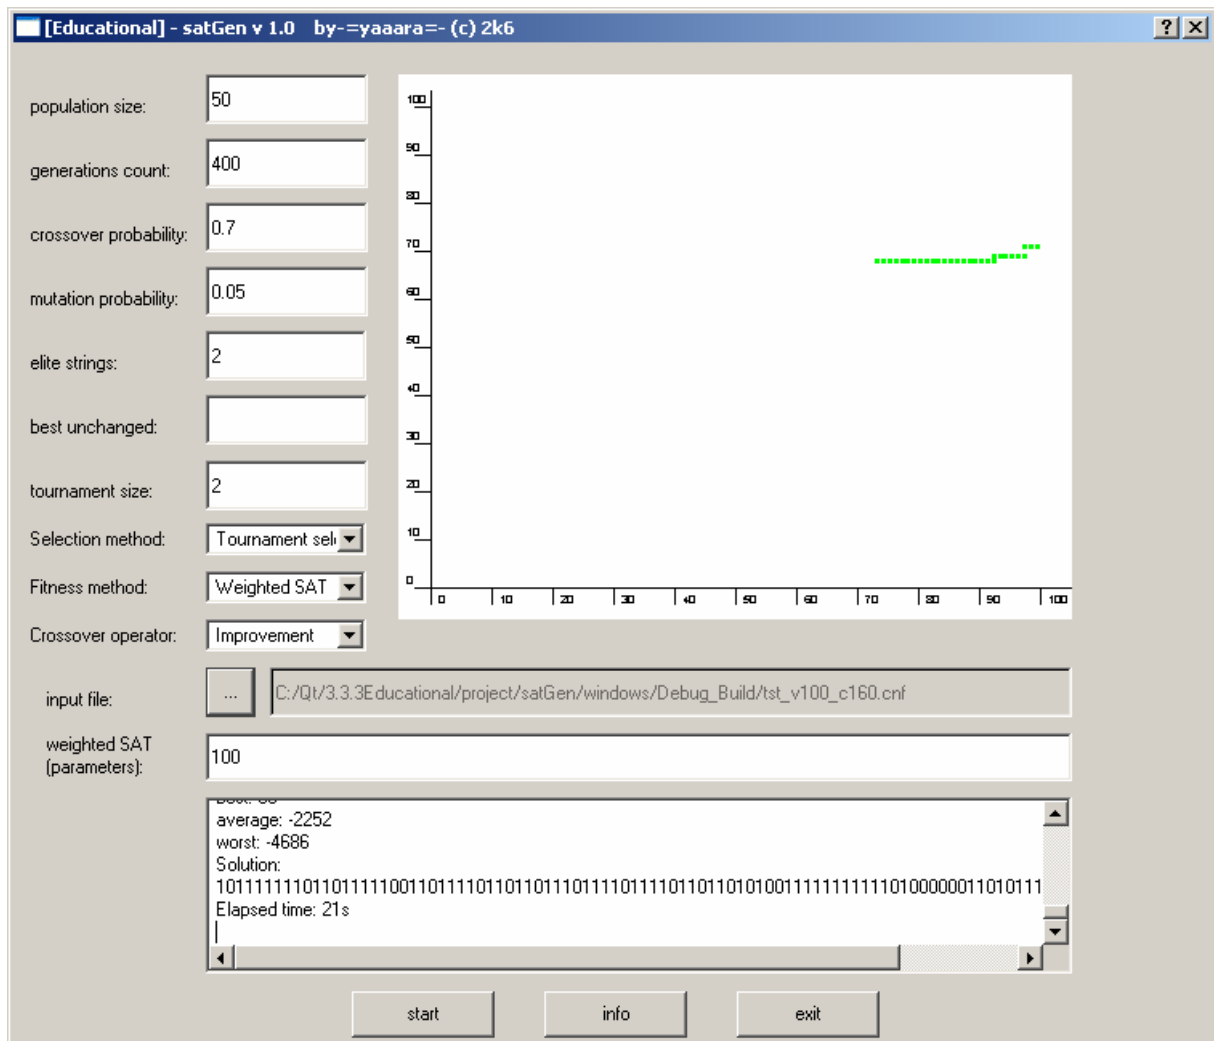 [Educational] - satGen v 1.0 by-=yaaara=- (c) 2k6
population size: 50
generations count: 400
crossover probability: 0.7
mutation probability: 0.05
elite strings: 2
best unchanged:
tournament size: 2
Selection method: Tournament sel
Fitness method: Weighted SAT
Crossover operator: Improvement
100
90
80
70
60
50
40
30
20
10
0
0 10 20 30 40 50 60 70 80 90 100
input file: ... C:/Qt/3.3.3Educational/project/satGen/windows/Debug_Build/tst_v100_c160.cnf
weighted SAT
(parameters): 100
average: -2252
worst: -4686
Solution:
Elapsed time: 21s
start info exit